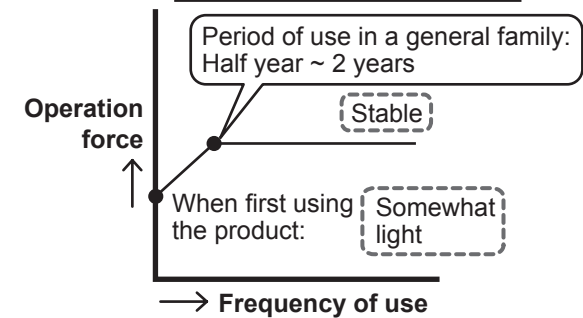 Period of use in a general family:
Half year ~ 2 years
Operation
force
Stable
When first using
the product:
Somewhat
light
Frequency of use